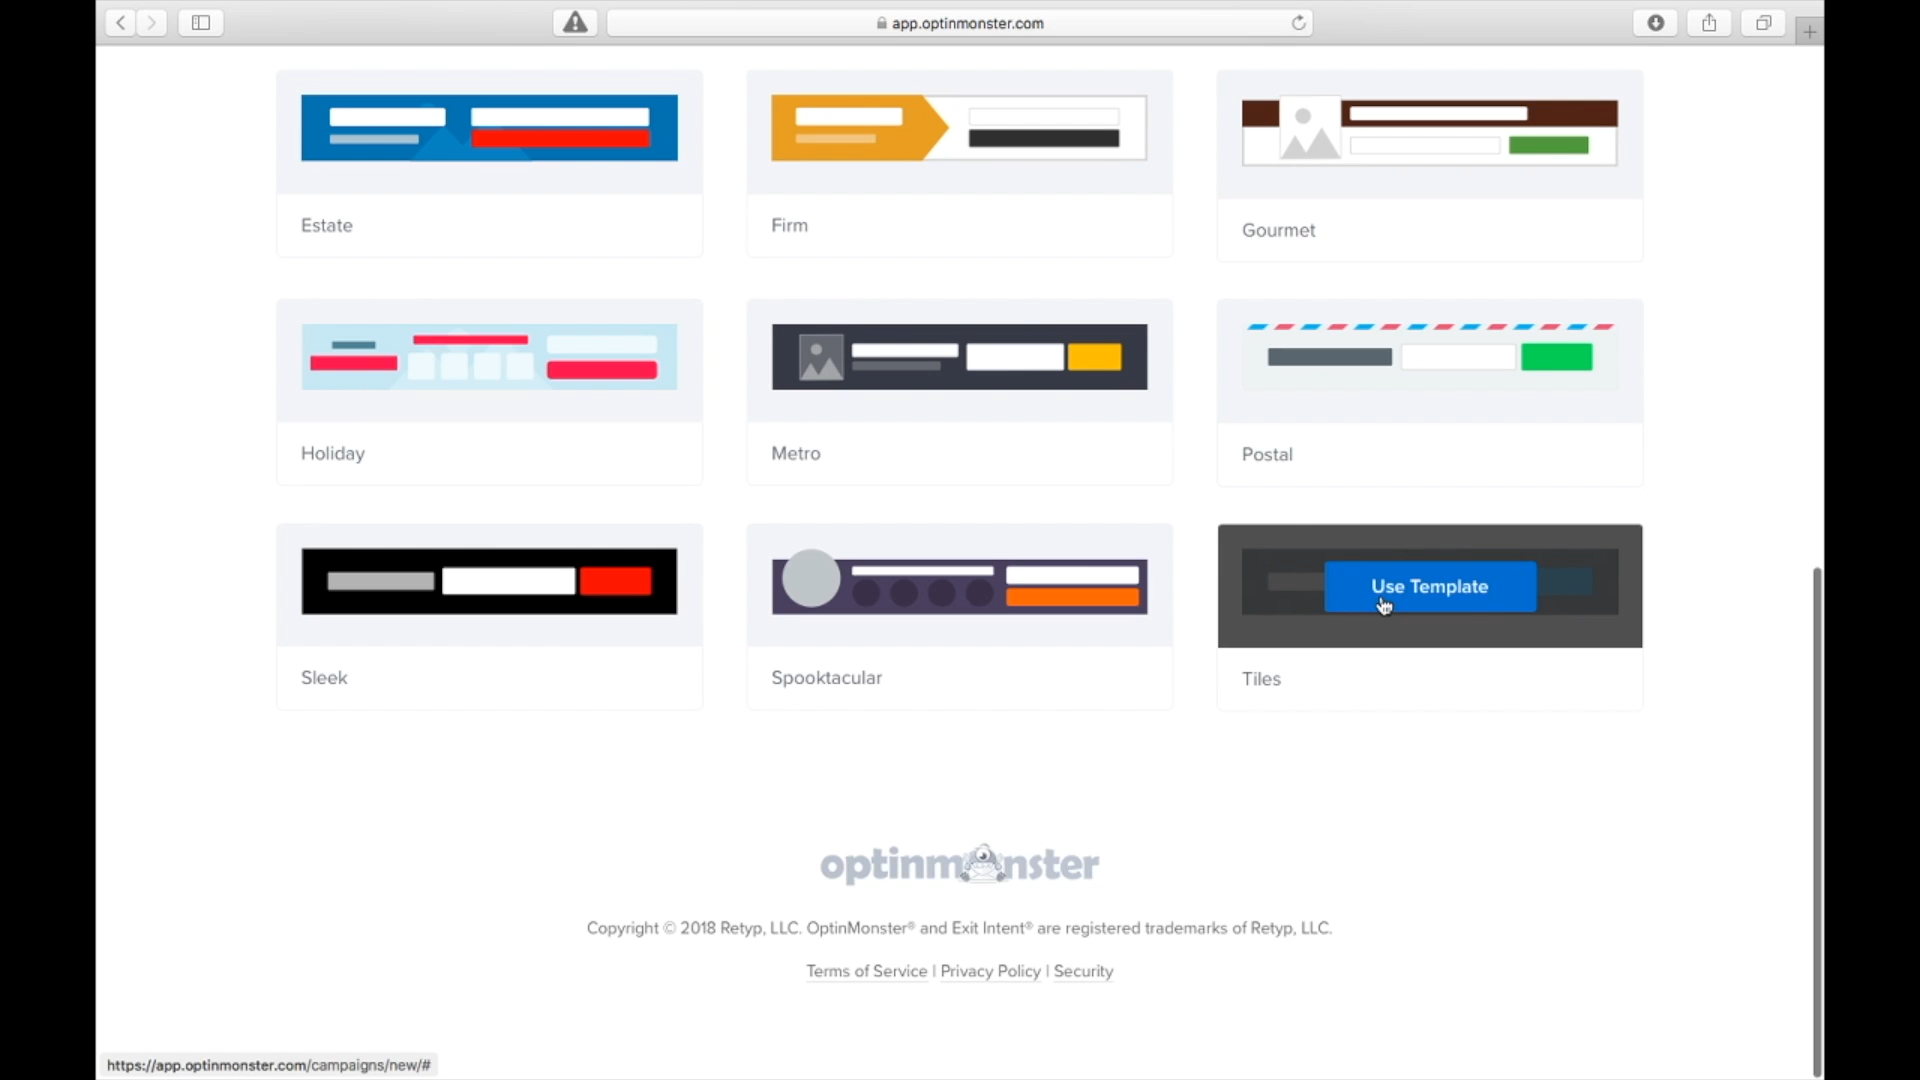 app.optinmonster.com
Estate
Firm
Gourmet
Holiday
Metro
Postal
Use Template
Sleek
Spooktacular
Tiles
optinmonster
Copyright © 2018 Retyp, LLC. OptinMonster® and Exit Intent® are registered trademarks of Retyp, LLC.
Terms of Service | Privacy Policy | Security
https://app.optinmonster.com/campaigns/new/#